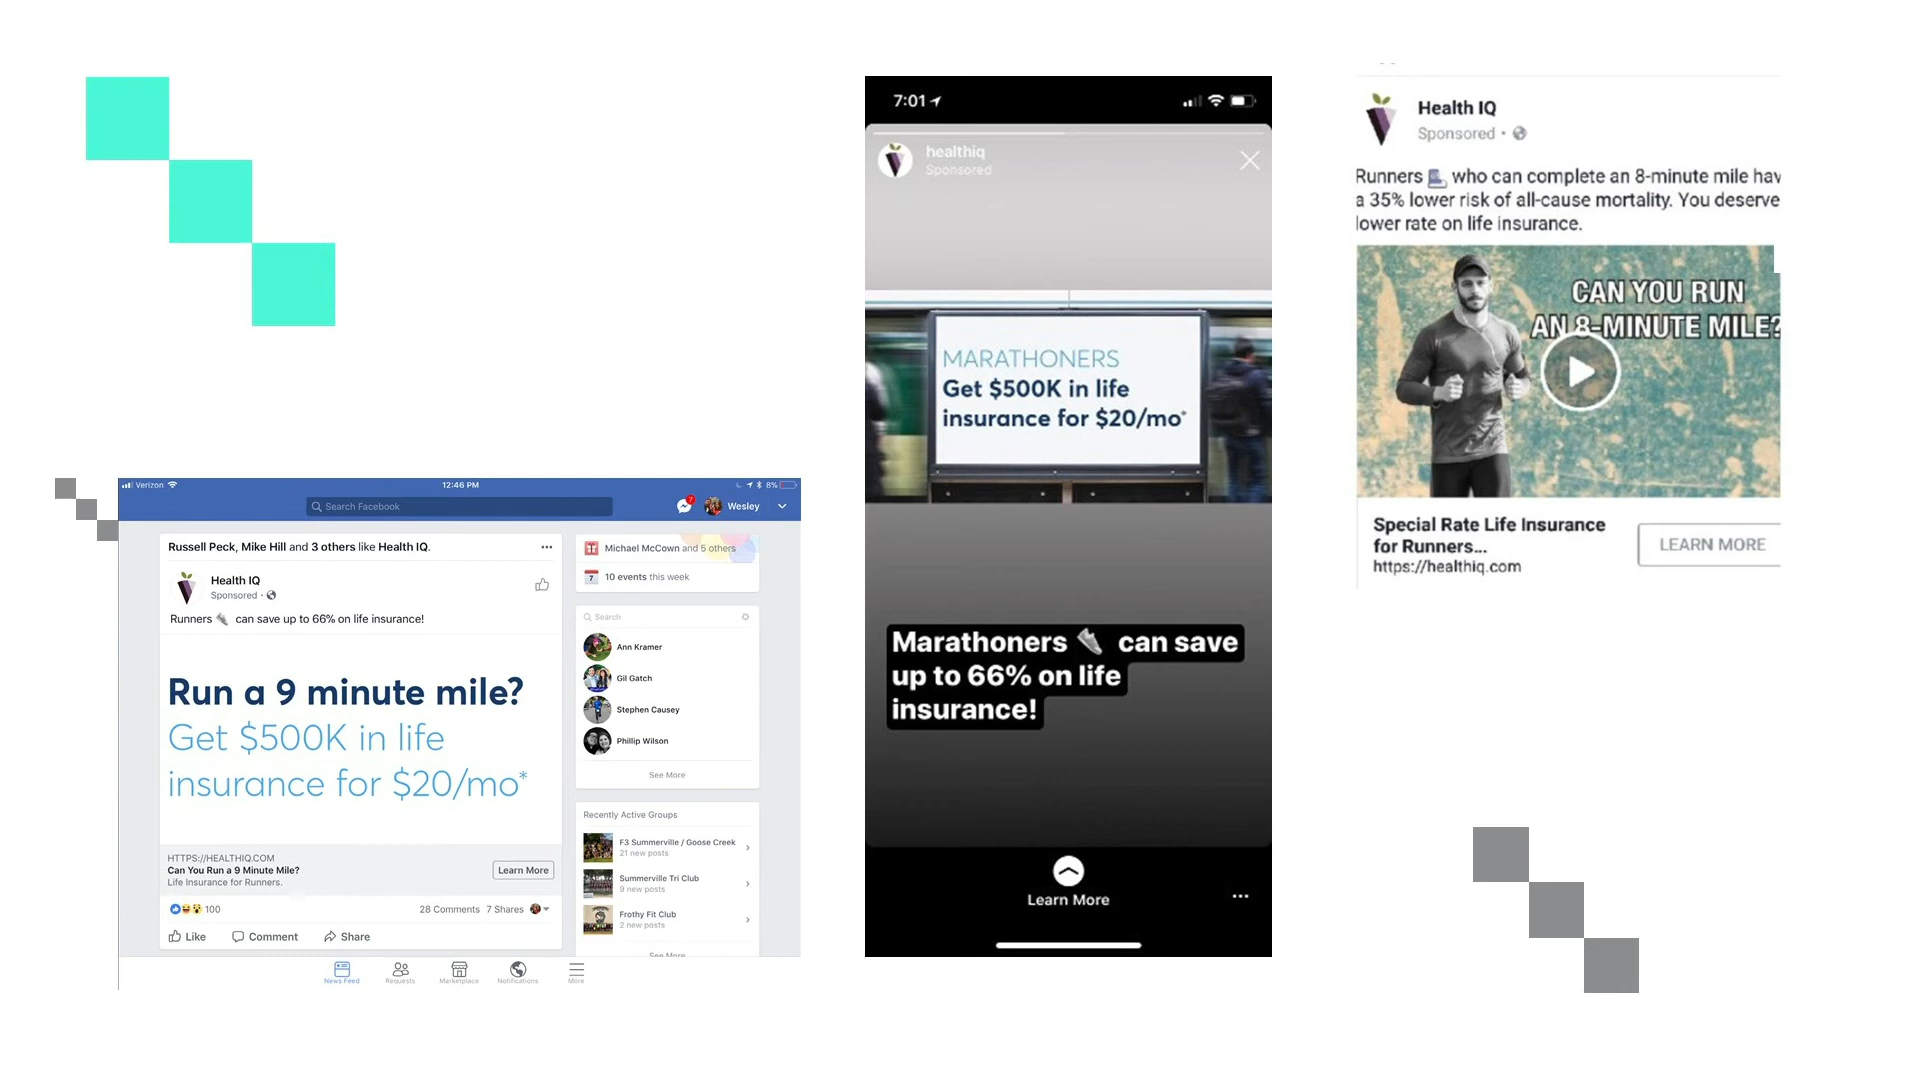 Verizon
12:46 PM
8%
Search Facebook
7
Wesley
Russell Peck, Mike Hill and 3 others like Health IQ.
Health IQ
Sponsored
Runners 👟 can save up to 66% on life insurance!
Run a 9 minute mile?
Get $500K in life
insurance for $20/mo*
HTTPS://HEALTHIQ.COM
Can You Run a 9 Minute Mile?
Life Insurance for Runners.
Learn More
100
28 Comments 7 Shares
Like
Comment
Share
Michael McCown and 5 others
7
10 events this week
Search
Ann Kramer
Gil Gatch
Stephen Causey
Phillip Wilson
See More
Recently Active Groups
F3 Summerville / Goose Creek
21 new posts
Summerville Tri Club
9 new posts
Frothy Fit Club
2 new posts
See More
News Feed
Requests
Marketplace
Notifications
More
7:01
healthiq
Sponsored
MARATHONERS
Get $500K in life
insurance for $20/mo*
Marathoners 👟 can save
up to 66% on life
insurance!
Learn More
Health IQ
Sponsored
Runners who can complete an 8-minute mile hav
a 35% lower risk of all-cause mortality. You deserve
lower rate on life insurance.
CAN YOU RUN
AN 8-MINUTE MILE?
Special Rate Life Insurance
for Runners...
https://healthiq.com
LEARN MORE